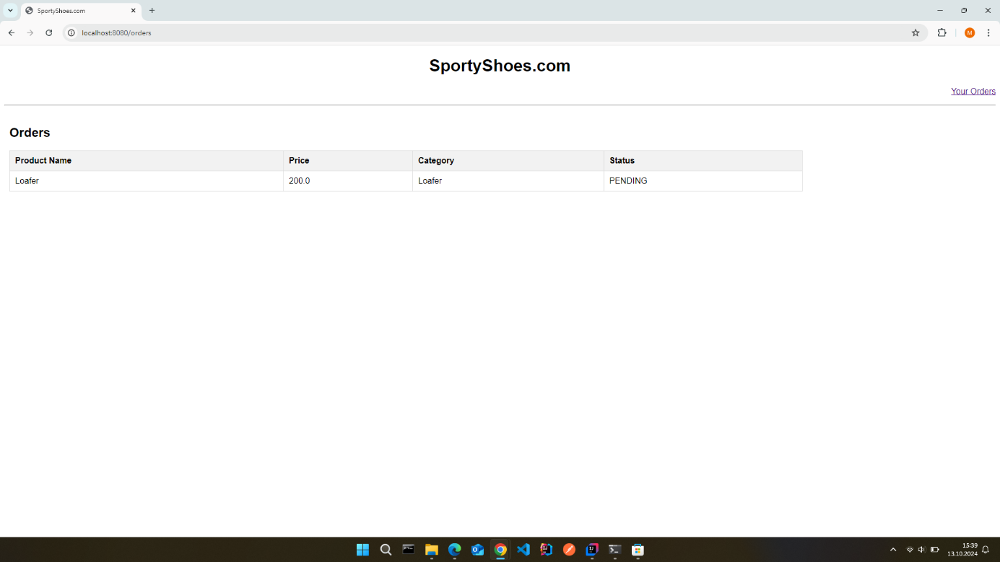 SportyShoes.com
localhost:8080/orders
M
SportyShoes.com
Your Orders
Orders
Product Name Price Category Status
Loafer 200.0 Loafer PENDING
15:39
13.10.2024